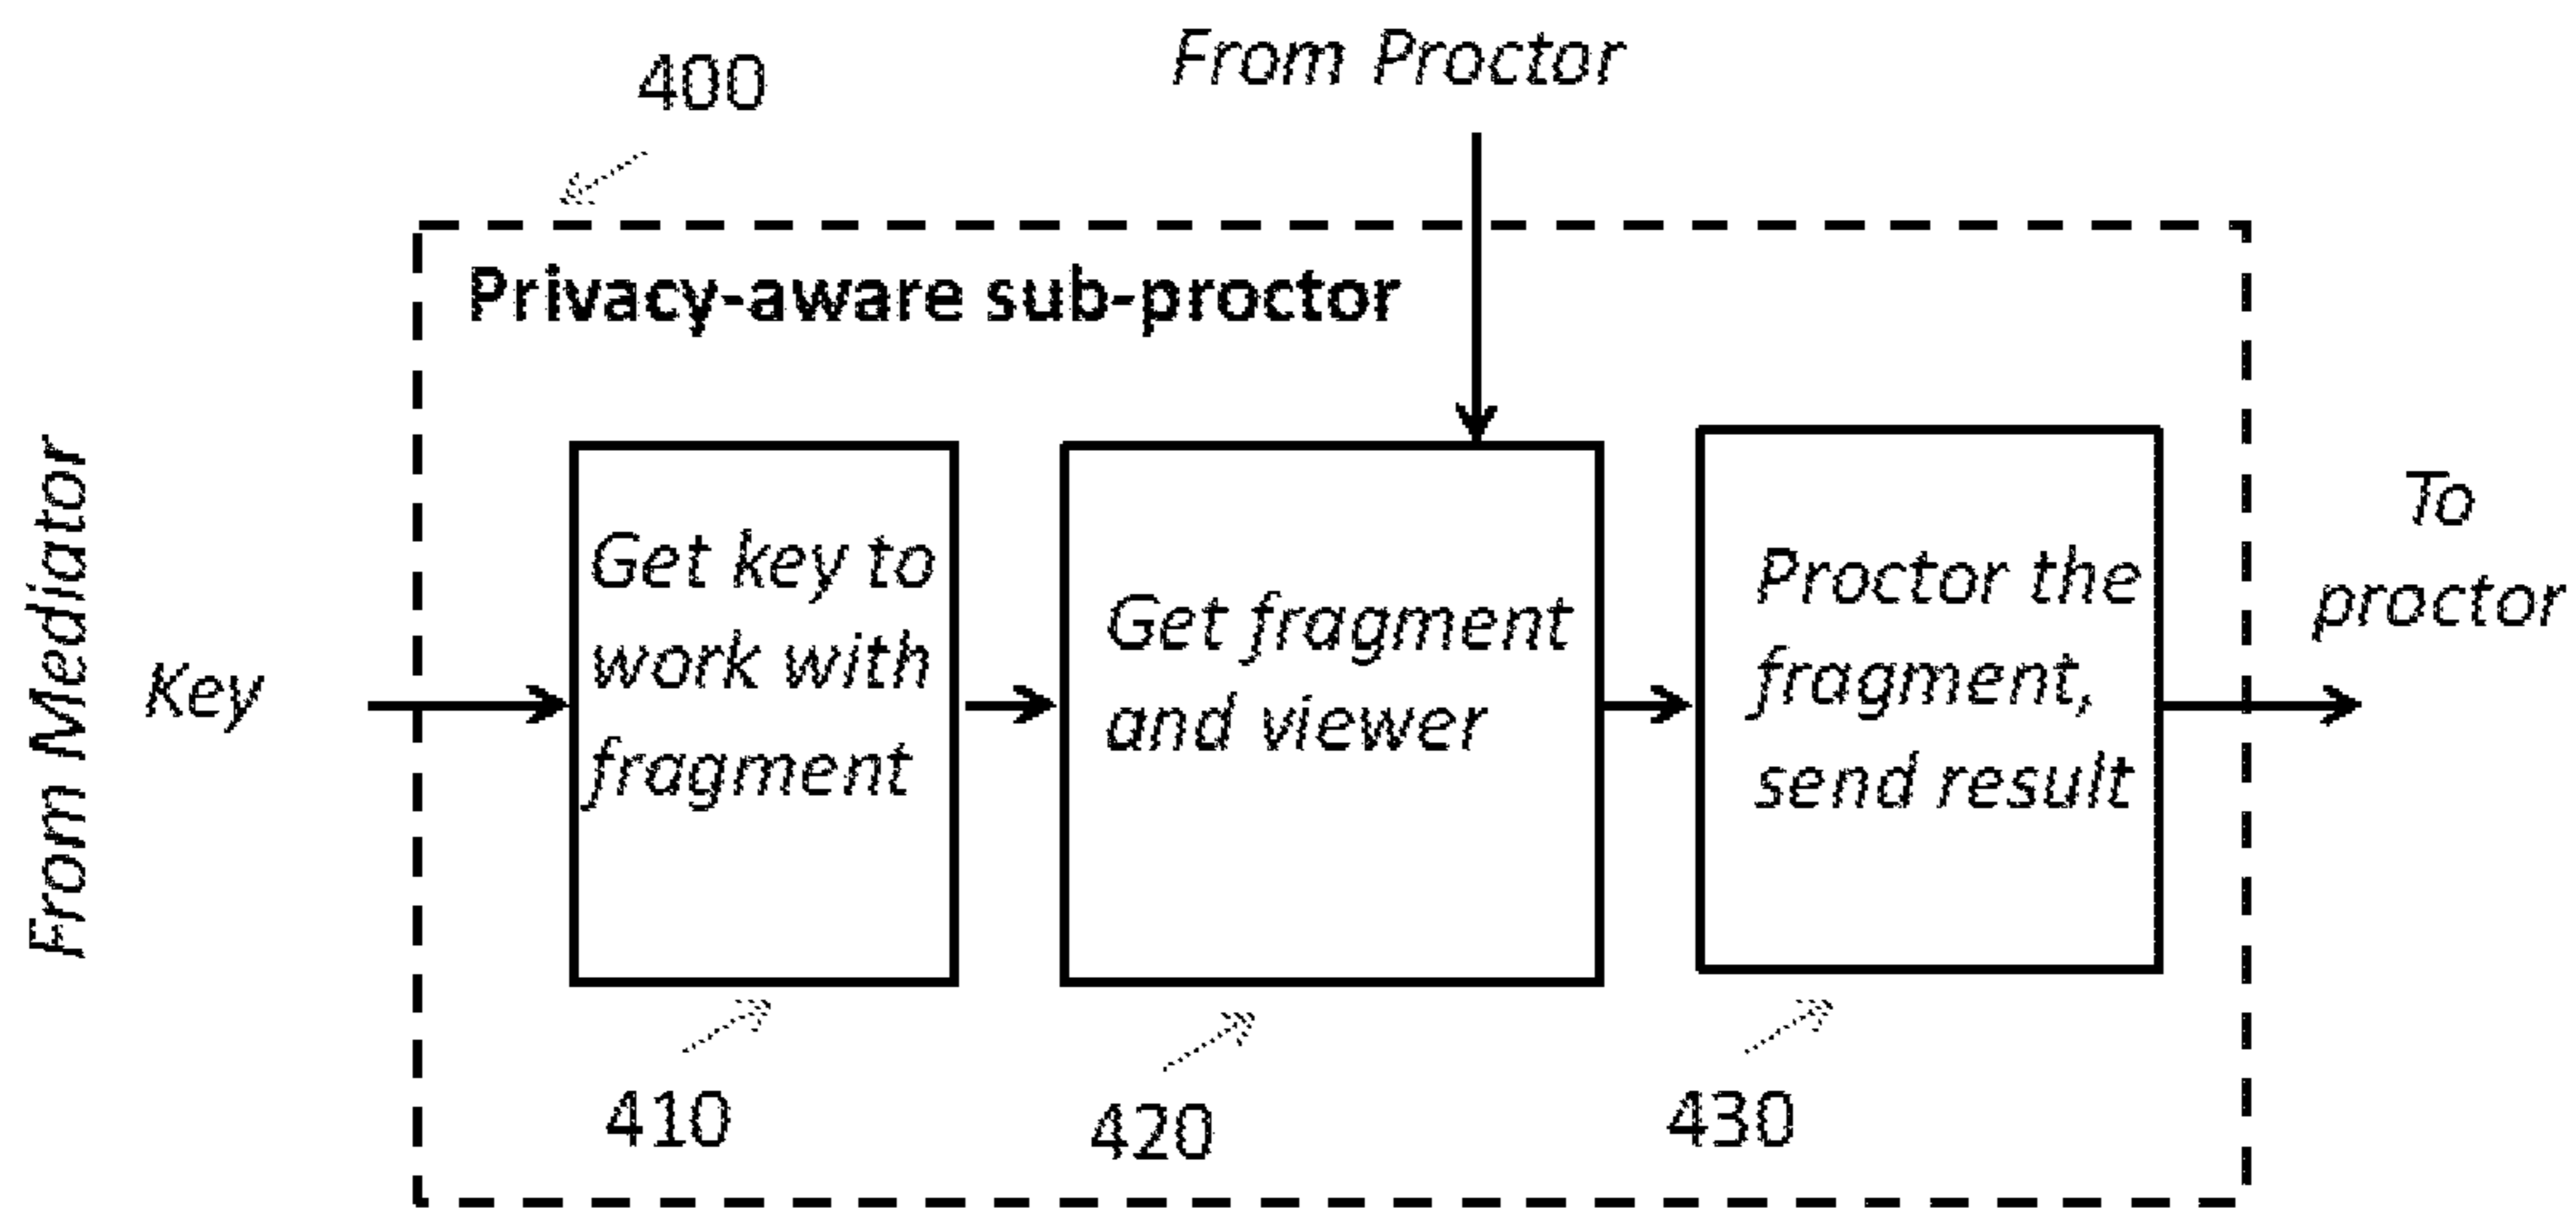 400
From Proctor
Privacy-aware sub-proctor
From Mediator
Key
Get key to
work with
fragment
Get fragment
and viewer
Proctor the
fragment,
send result
To
proctor
410
420
430